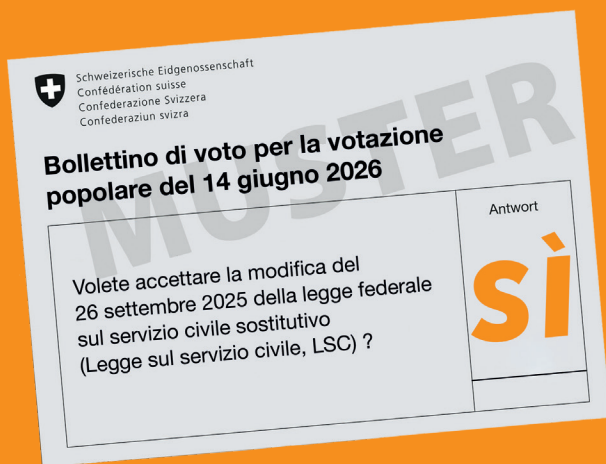 Schweizerische Eidgenossenschaft
Confédération suisse
Confederazione Svizzera
Confederaziun svizra
MUSTER
Bollettino di voto per la votazione
popolare del 14 giugno 2026
Antwort
Volete accettare la modifica del
26 settembre 2025 della legge federale
sul servizio civile sostitutivo
(Legge sul servizio civile, LSC) ?
SÌ